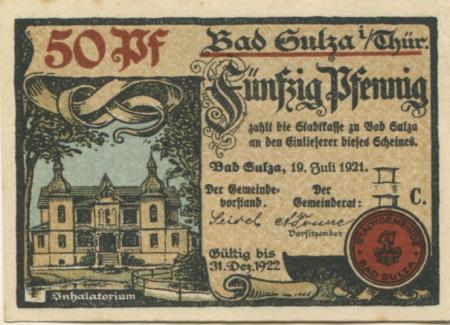 50 Pf
Bad Sulza i/Thür.
Fünfzig Pfennig
zahlt die Stadtkasse zu Bad Sulza
an den Einlieferer dieses Scheines.
Bad Sulza, 19. Juli 1921.
Der Gemeinde-
vorstand.
Der
Gemeinderat:
Seidel
Vorsitzender
C.
Gültig bis
31. Dez. 1922
STADTGEMEINDE
BAD SULZA
Inhalatorium